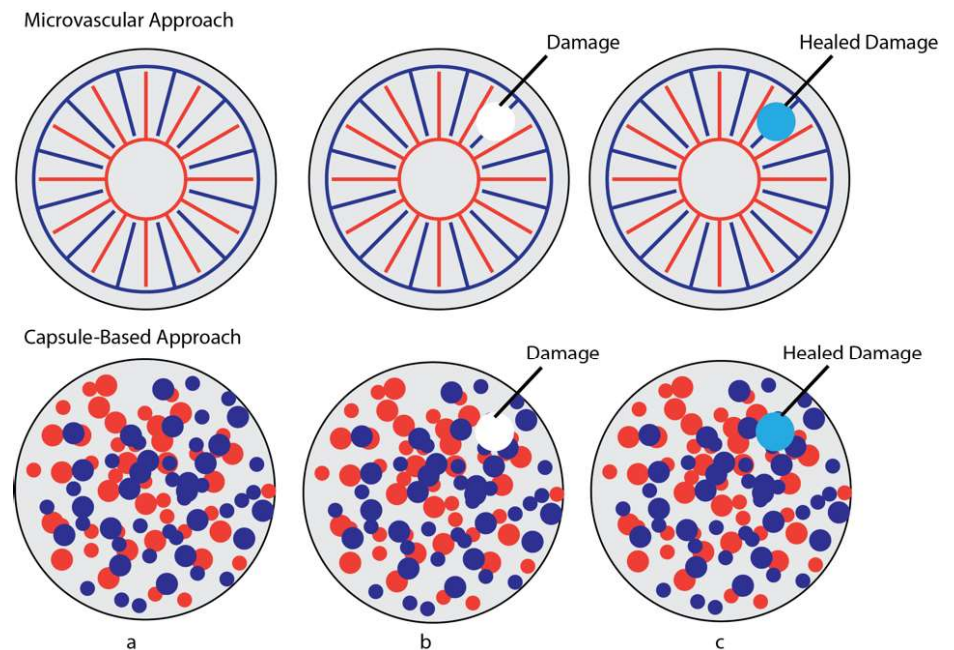 Microvascular Approach
Damage
Healed Damage
Capsule-Based Approach
Damage
Healed Damage
a
b
c